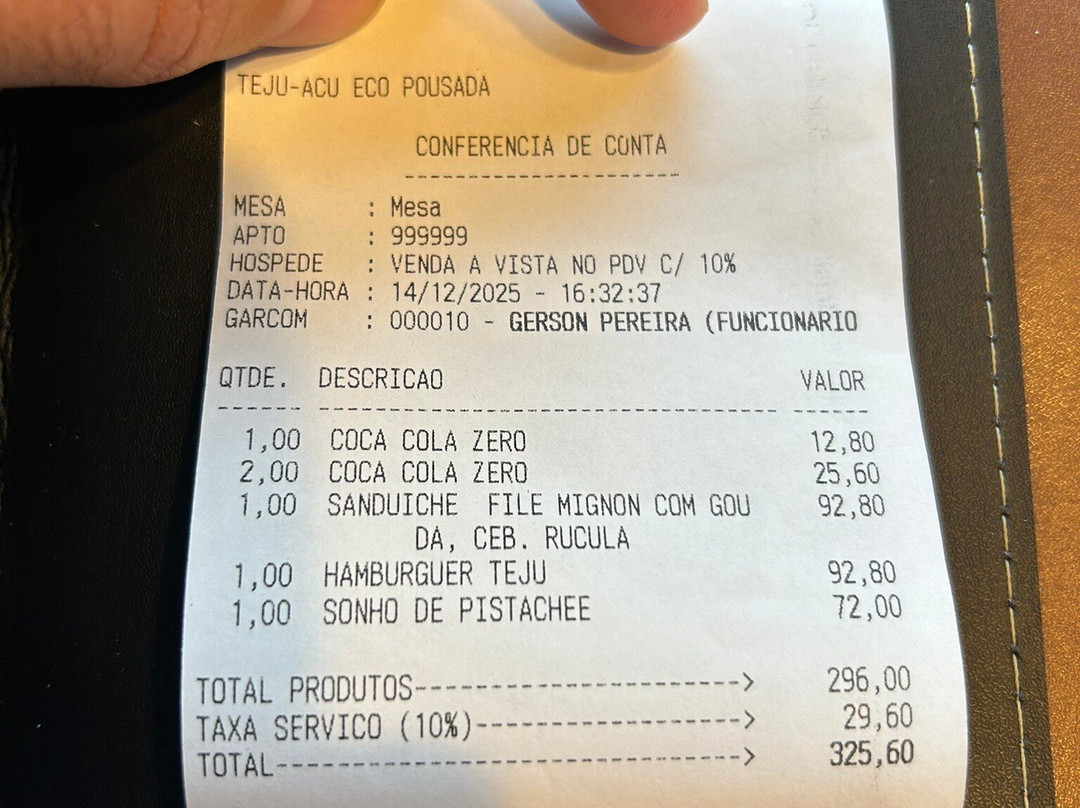 TEJU-ACU ECO POUSADA
CONFERENCIA DE CONTA
--------------------------
MESA : Mesa
APTO : 999999
HOSPEDE : VENDA A VISTA NO PDV C/ 10%
DATA-HORA : 14/12/2025 - 16:32:37
GARCOM : 000010 - GERSON PEREIRA (FUNCIONARIO
QTDE. DESCRICAO VALOR
------ ------------------------------------ ------
1,00 COCA COLA ZERO 12,80
2,00 COCA COLA ZERO 25,60
1,00 SANDUICHE FILE MIGNON COM GOU 92,80
DA, CEB. RUCULA
1,00 HAMBURGUER TEJU 92,80
1,00 SONHO DE PISTACHEE 72,00
TOTAL PRODUTOS----------------------> 296,00
TAXA SERVICO (10%)------------------> 29,60
TOTAL-------------------------------> 325,60